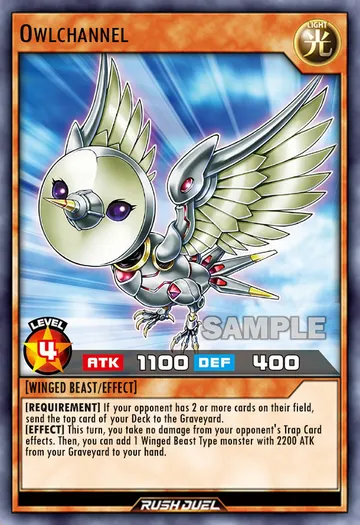 Owlchannel
LIGHT
光
SAMPLE
LEVEL
4
ATK 1100 DEF 400
[WINGED BEAST/EFFECT]
[REQUIREMENT] If your opponent has 2 or more cards on their field,
send the top card of your Deck to the Graveyard.
[EFFECT] This turn, you take no damage from your opponent's Trap Card
effects. Then, you can add 1 Winged Beast Type monster with 2200 ATK
from your Graveyard to your hand.
RUSH DUEL